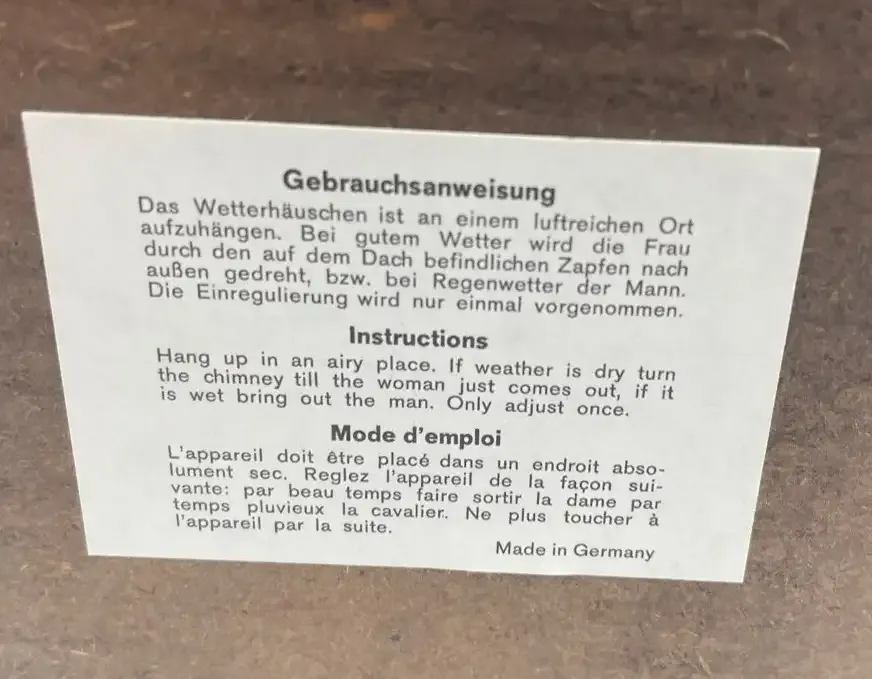 Gebrauchsanweisung
Das Wetterhäuschen ist an einem luftreichen Ort
aufzuhängen. Bei gutem Wetter wird die Frau
durch den auf dem Dach befindlichen Zapfen nach
außen gedreht, bzw. bei Regenwetter der Mann.
Die Einregulierung wird nur einmal vorgenommen.
Instructions
Hang up in an airy place. If weather is dry turn
the chimney till the woman just comes out, if it
is wet bring out the man. Only adjust once.
Mode d'emploi
L'appareil doit être placé dans un endroit abso-
lument sec. Reglez l'appareil de la façon sui-
vante: par beau temps faire sortir la dame par
temps pluvieux la cavalier. Ne plus toucher à
l'appareil par la suite.
Made in Germany